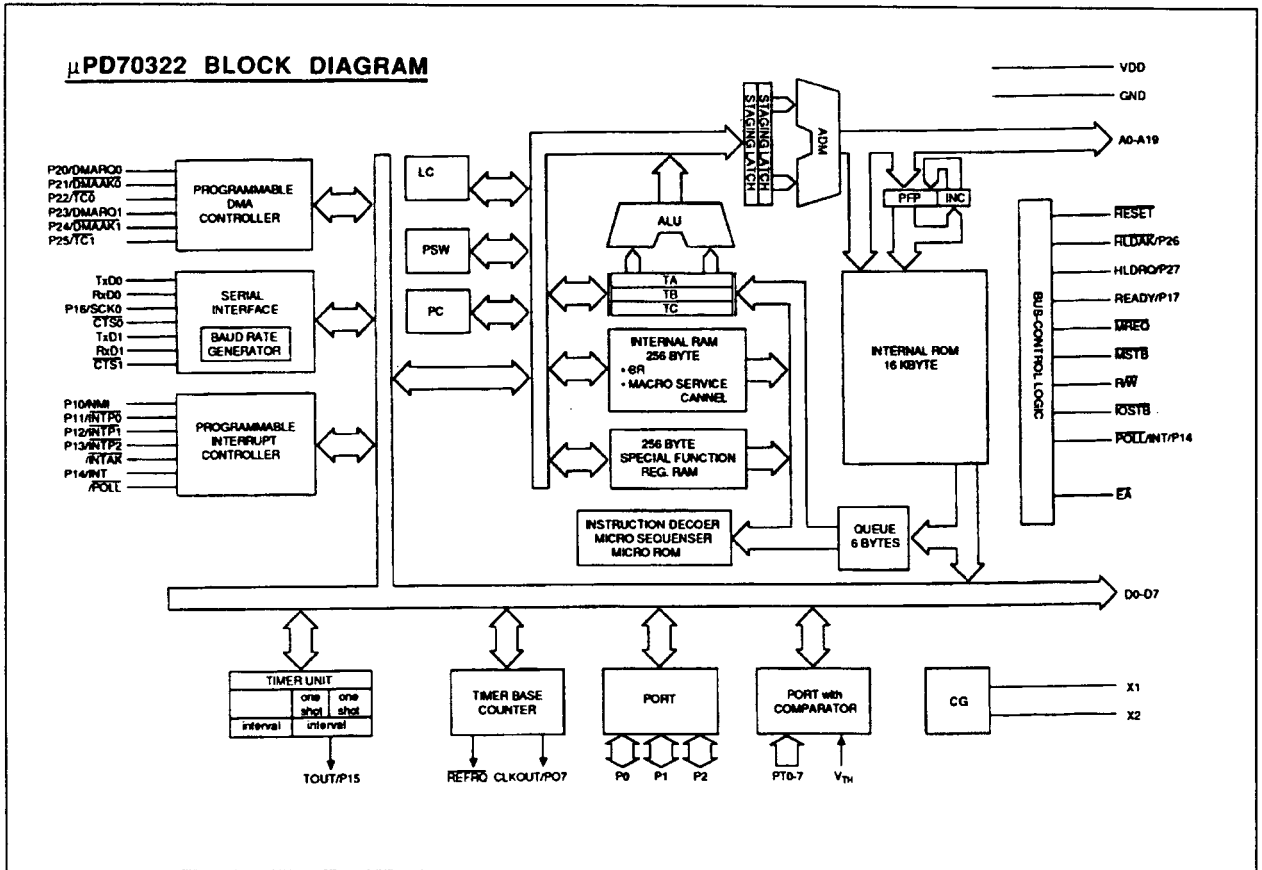 µPD70322 BLOCK DIAGRAM
VDD
GND
A0-A19
STAGING LATCH
STAGING LATCH
ADM
PFP
INC
P20/DMARQ0
P21/DMAAK0
P22/TC0
P23/DMARQ1
P24/DMAAK1
P25/TC1
PROGRAMMABLE
DMA
CONTROLLER
TxD0
RxD0
P16/SCK0
CTS0
TxD1
RxD1
CTS1
SERIAL
INTERFACE
BAUD RATE
GENERATOR
P10/NMI
P11/INTP0
P12/INTP1
P13/INTP2
/INTAK
P14/INT
/POLL
PROGRAMMABLE
INTERRUPT
CONTROLLER
LC
PSW
PC
ALU
TA
TB
TC
INTERNAL RAM
256 BYTE
• BR
• MACRO SERVICE
CANNEL
256 BYTE
SPECIAL FUNCTION
REG. RAM
INSTRUCTION DECOER
MICRO SEQUENSER
MICRO ROM
QUEUE
6 BYTES
INTERNAL ROM
16 KBYTE
BUS-CONTROL LOGIC
RESET
HLDAK/P26
HLDRQ/P27
READY/P17
MREQ
MSTB
R/W
IOSTB
POLL/INT/P14
EA
D0-D7
TIMER UNIT
one shot
one shot
interval
interval
TOUT/P15
TIMER BASE
COUNTER
REFRQ
CLKOUT/PO7
PORT
P0
P1
P2
PORT with
COMPARATOR
PT0-7
VTH
CG
X1
X2